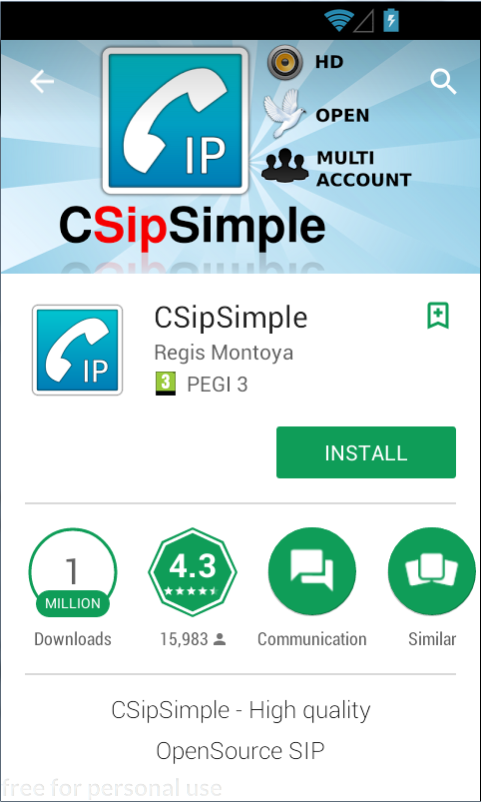 HD
OPEN
MULTI
ACCOUNT
IP
CSipSimple
CSipSimple
Regis Montoya
3 PEGI 3
IP
INSTALL
1
MILLION
4.3
Downloads
15,983
Communication
Similar
CSipSimple - High quality
OpenSource SIP
free for personal use